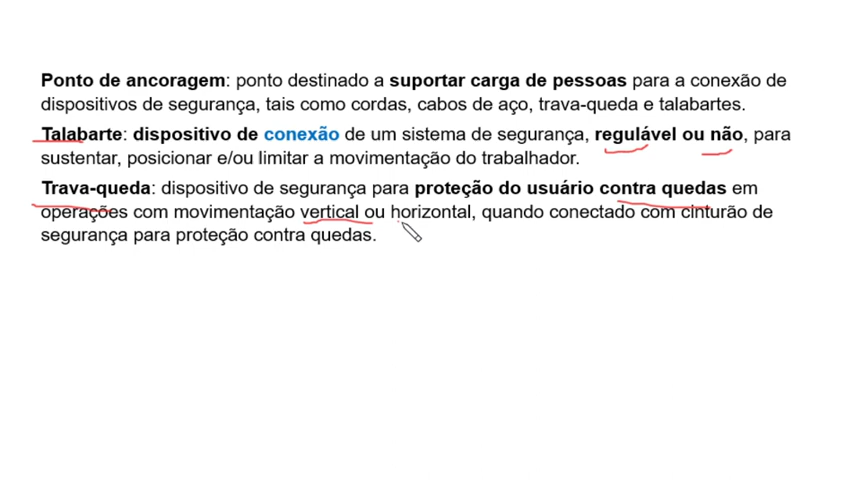 Ponto de ancoragem: ponto destinado a suportar carga de pessoas para a conexão de
dispositivos de segurança, tais como cordas, cabos de aço, trava-queda e talabartes.
Talabarte: dispositivo de conexão de um sistema de segurança, regulável ou não, para
sustentar, posicionar e/ou limitar a movimentação do trabalhador.
Trava-queda: dispositivo de segurança para proteção do usuário contra quedas em
operações com movimentação vertical ou horizontal, quando conectado com cinturão de
segurança para proteção contra quedas.